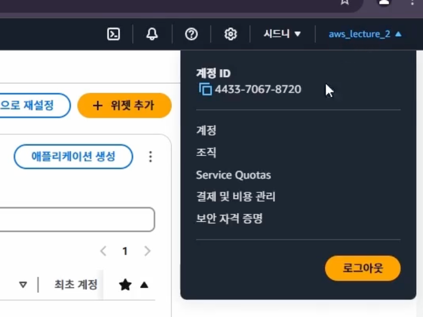 시드니 ▼
aws_lecture_2 ▲
계정 ID
4433-7067-8720
으로 재설정
+ 위젯 추가
계정
조직
애플리케이션 생성
Service Quotas
결제 및 비용 관리
보안 자격 증명
< 1 >
최초 계정
로그아웃